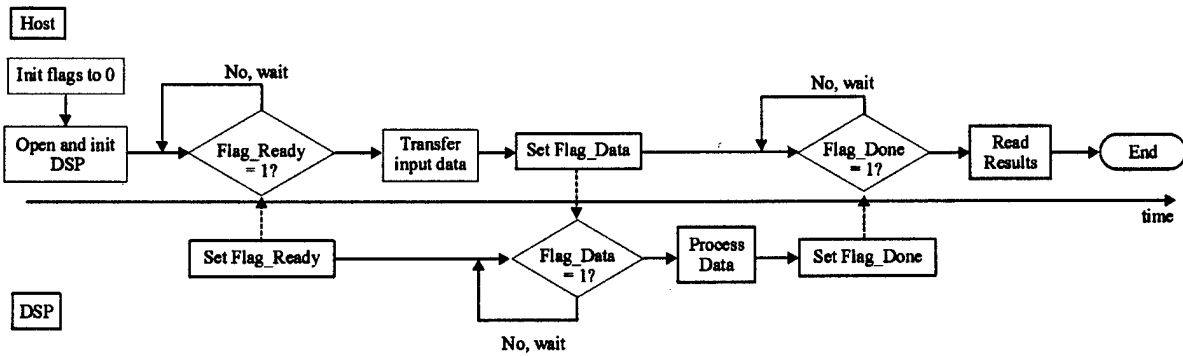 Host
Init flags to 0
No, wait
No, wait
Open and init
DSP
Flag_Ready
= 1?
Transfer
input data
Set Flag_Data
Flag_Done
= 1?
Read
Results
End
time
Set Flag_Ready
Flag_Data
= 1?
Process
Data
Set Flag_Done
DSP
No, wait